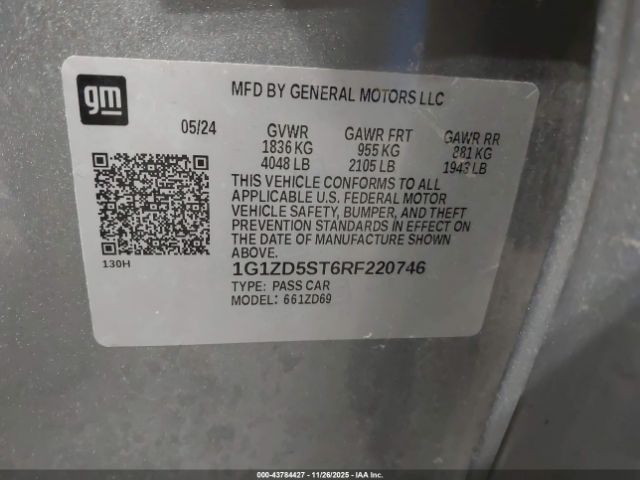 gm
MFD BY GENERAL MOTORS LLC
05/24 GVWR GAWR FRT GAWR RR
1836 KG 955 KG 881 KG
4048 LB 2105 LB 1943 LB
THIS VEHICLE CONFORMS TO ALL
APPLICABLE U.S. FEDERAL MOTOR
VEHICLE SAFETY, BUMPER, AND THEFT
PREVENTION STANDARDS IN EFFECT ON
THE DATE OF MANUFACTURE SHOWN
ABOVE.
130H
1G1ZD5ST6RF220746
TYPE: PASS CAR
MODEL: 661ZD69
000-43784427 - 11/26/2025 - IAA Inc.